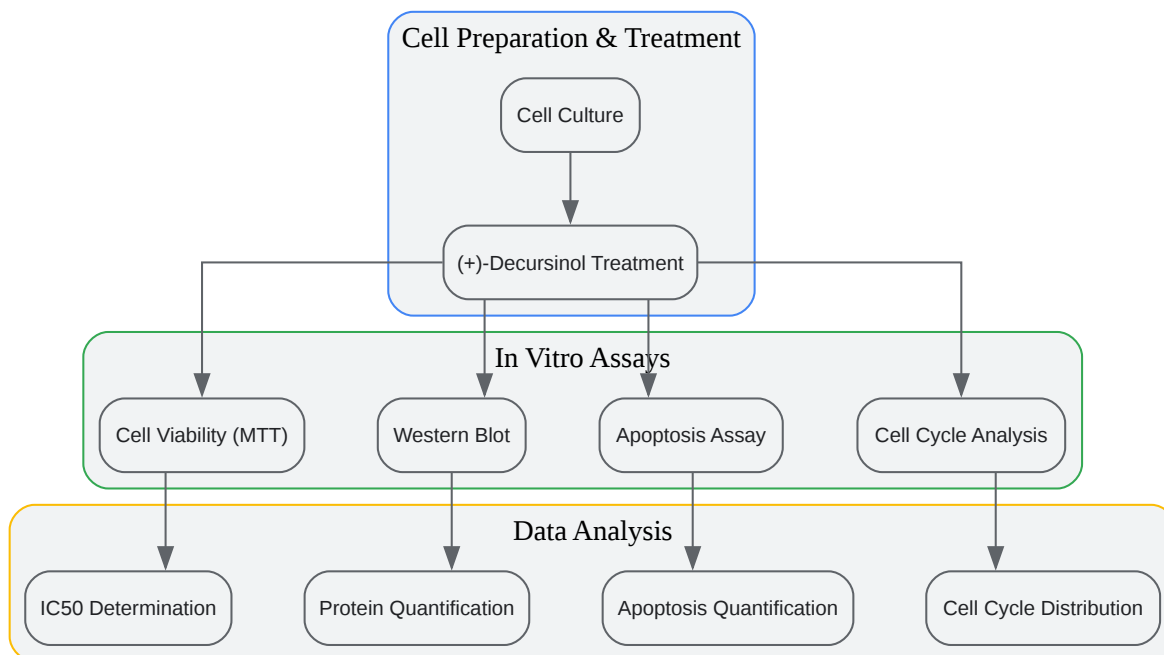 Cell Preparation & Treatment
Cell Culture
(+)-Decursinol Treatment
In Vitro Assays
Cell Viability (MTT)
Western Blot
Apoptosis Assay
Cell Cycle Analysis
Data Analysis
IC50 Determination
Protein Quantification
Apoptosis Quantification
Cell Cycle Distribution